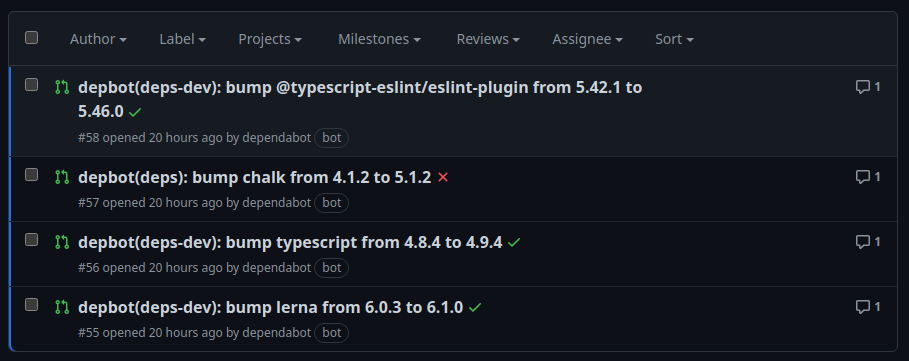 Author Label Projects Milestones Reviews Assignee Sort
depbot(deps-dev): bump @typescript-eslint/eslint-plugin from 5.42.1 to
5.46.0
1
#58 opened 20 hours ago by dependabot bot
depbot(deps): bump chalk from 4.1.2 to 5.1.2
1
#57 opened 20 hours ago by dependabot bot
depbot(deps-dev): bump typescript from 4.8.4 to 4.9.4
1
#56 opened 20 hours ago by dependabot bot
depbot(deps-dev): bump lerna from 6.0.3 to 6.1.0
1
#55 opened 20 hours ago by dependabot bot